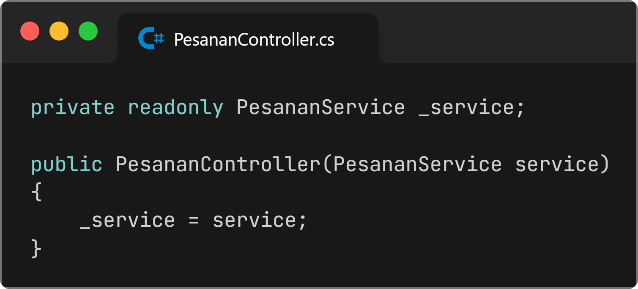 PesananController.cs
private readonly PesananService _service;
public PesananController(PesananService service)
{
    _service = service;
}